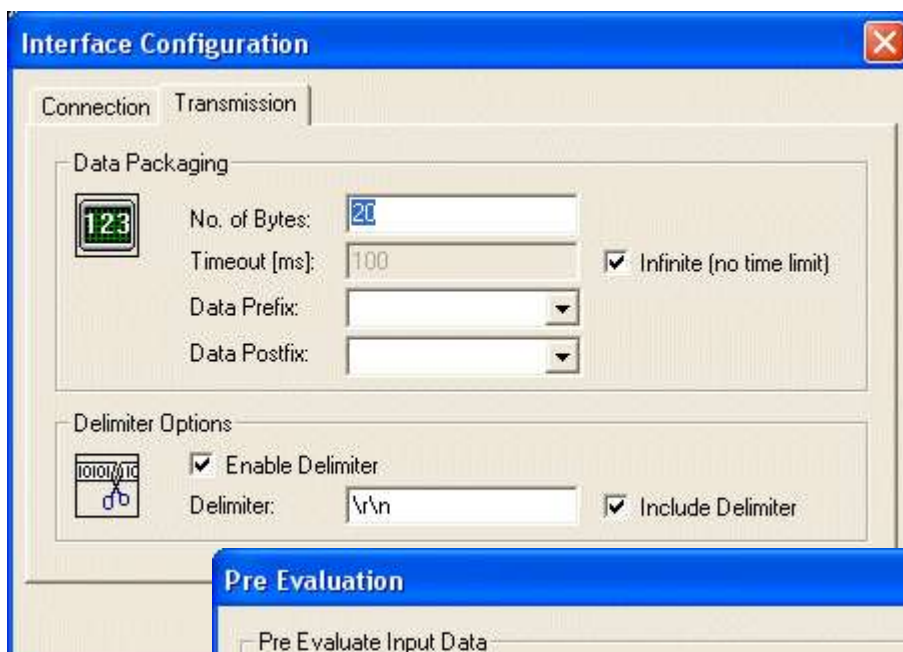 Interface Configuration
Connection Transmission
Data Packaging
123
No. of Bytes: 20
Timeout [ms]: 100 Infinite (no time limit)
Data Prefix:
Data Postfix:
Delimiter Options
Enable Delimiter
Delimiter: \r\n Include Delimiter
Pre Evaluation
Pre Evaluate Input Data